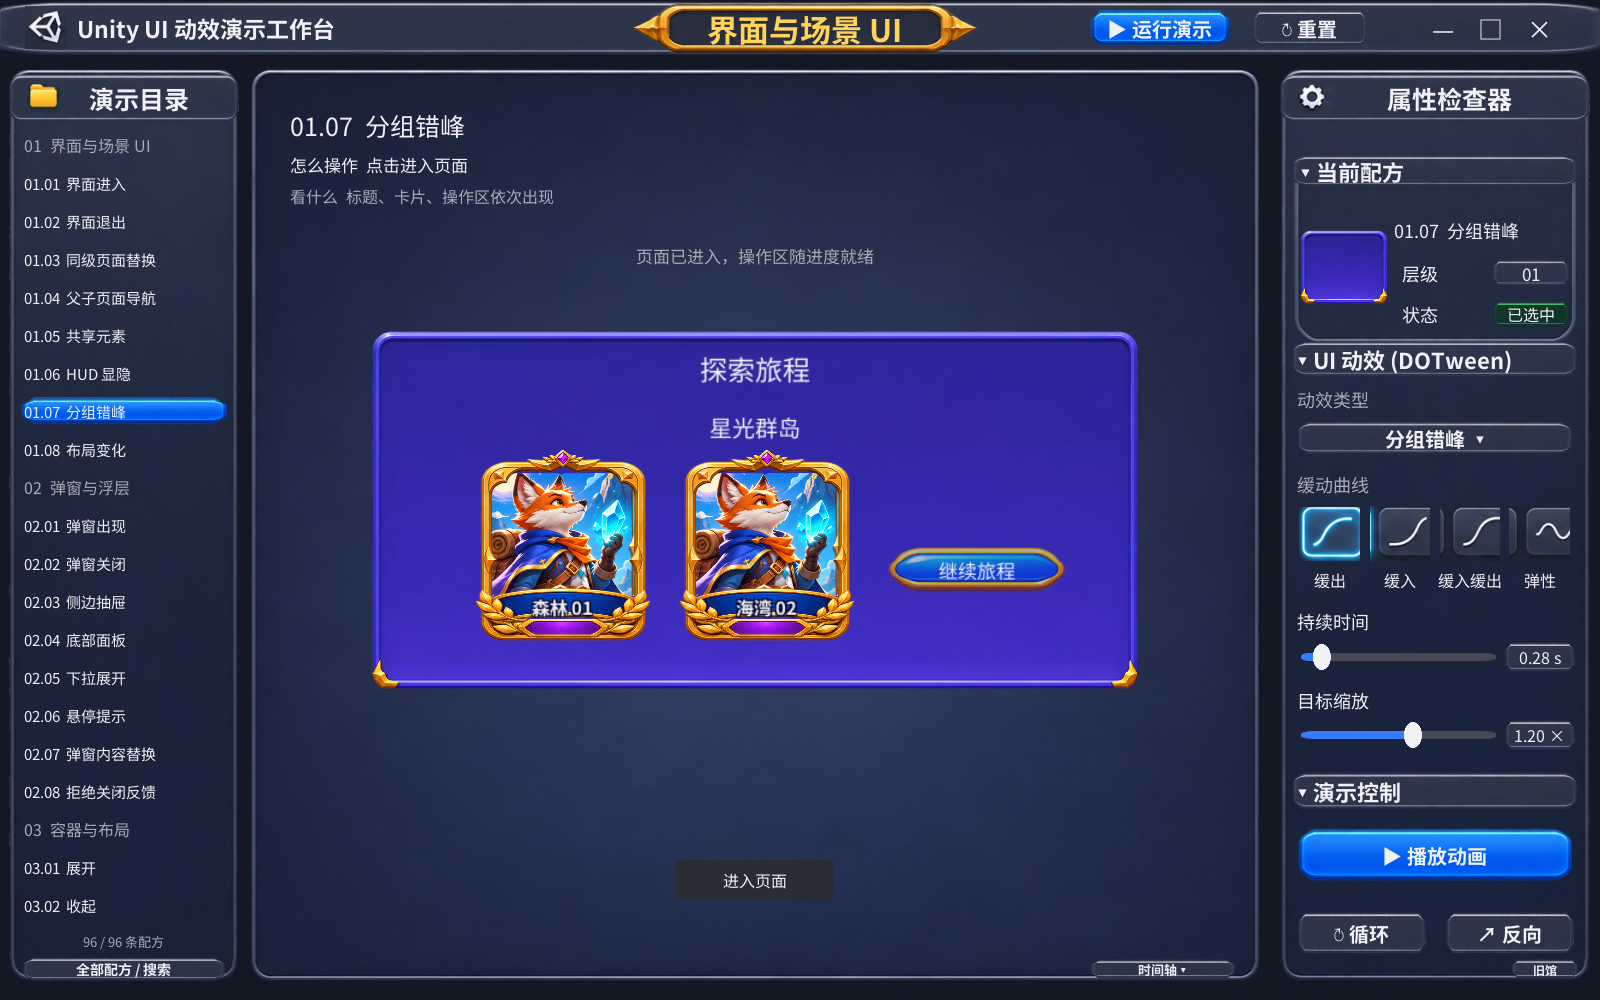 Unity UI 动效演示工作台
界面与场景 UI
▶ 运行演示
重置
演示目录
01 界面与场景 UI
01.01 界面进入
01.02 界面退出
01.03 同级页面替换
01.04 父子页面导航
01.05 共享元素
01.06 HUD 显隐
01.07 分组错峰
01.08 布局变化
02 弹窗与浮层
02.01 弹窗出现
02.02 弹窗关闭
02.03 侧边抽屉
02.04 底部面板
02.05 下拉展开
02.06 悬停提示
02.07 弹窗内容替换
02.08 拒绝关闭反馈
03 容器与布局
03.01 展开
03.02 收起
96 / 96 条配方
全部配方 / 搜索
01.07 分组错峰
怎么操作 点击进入页面
看什么 标题、卡片、操作区依次出现
页面已进入，操作区随进度就绪
探索旅程
星光群岛
森林.01
海湾.02
继续旅程
进入页面
时间轴 ▾
属性检查器
▾ 当前配方
01.07 分组错峰
层级 01
状态 已选中
▾ UI 动效 (DOTween)
动效类型
分组错峰 ▾
缓动曲线
缓出 缓入 缓入缓出 弹性
持续时间
0.28 s
目标缩放
1.20 ×
▾ 演示控制
▶ 播放动画
循环
↗ 反向
旧馆